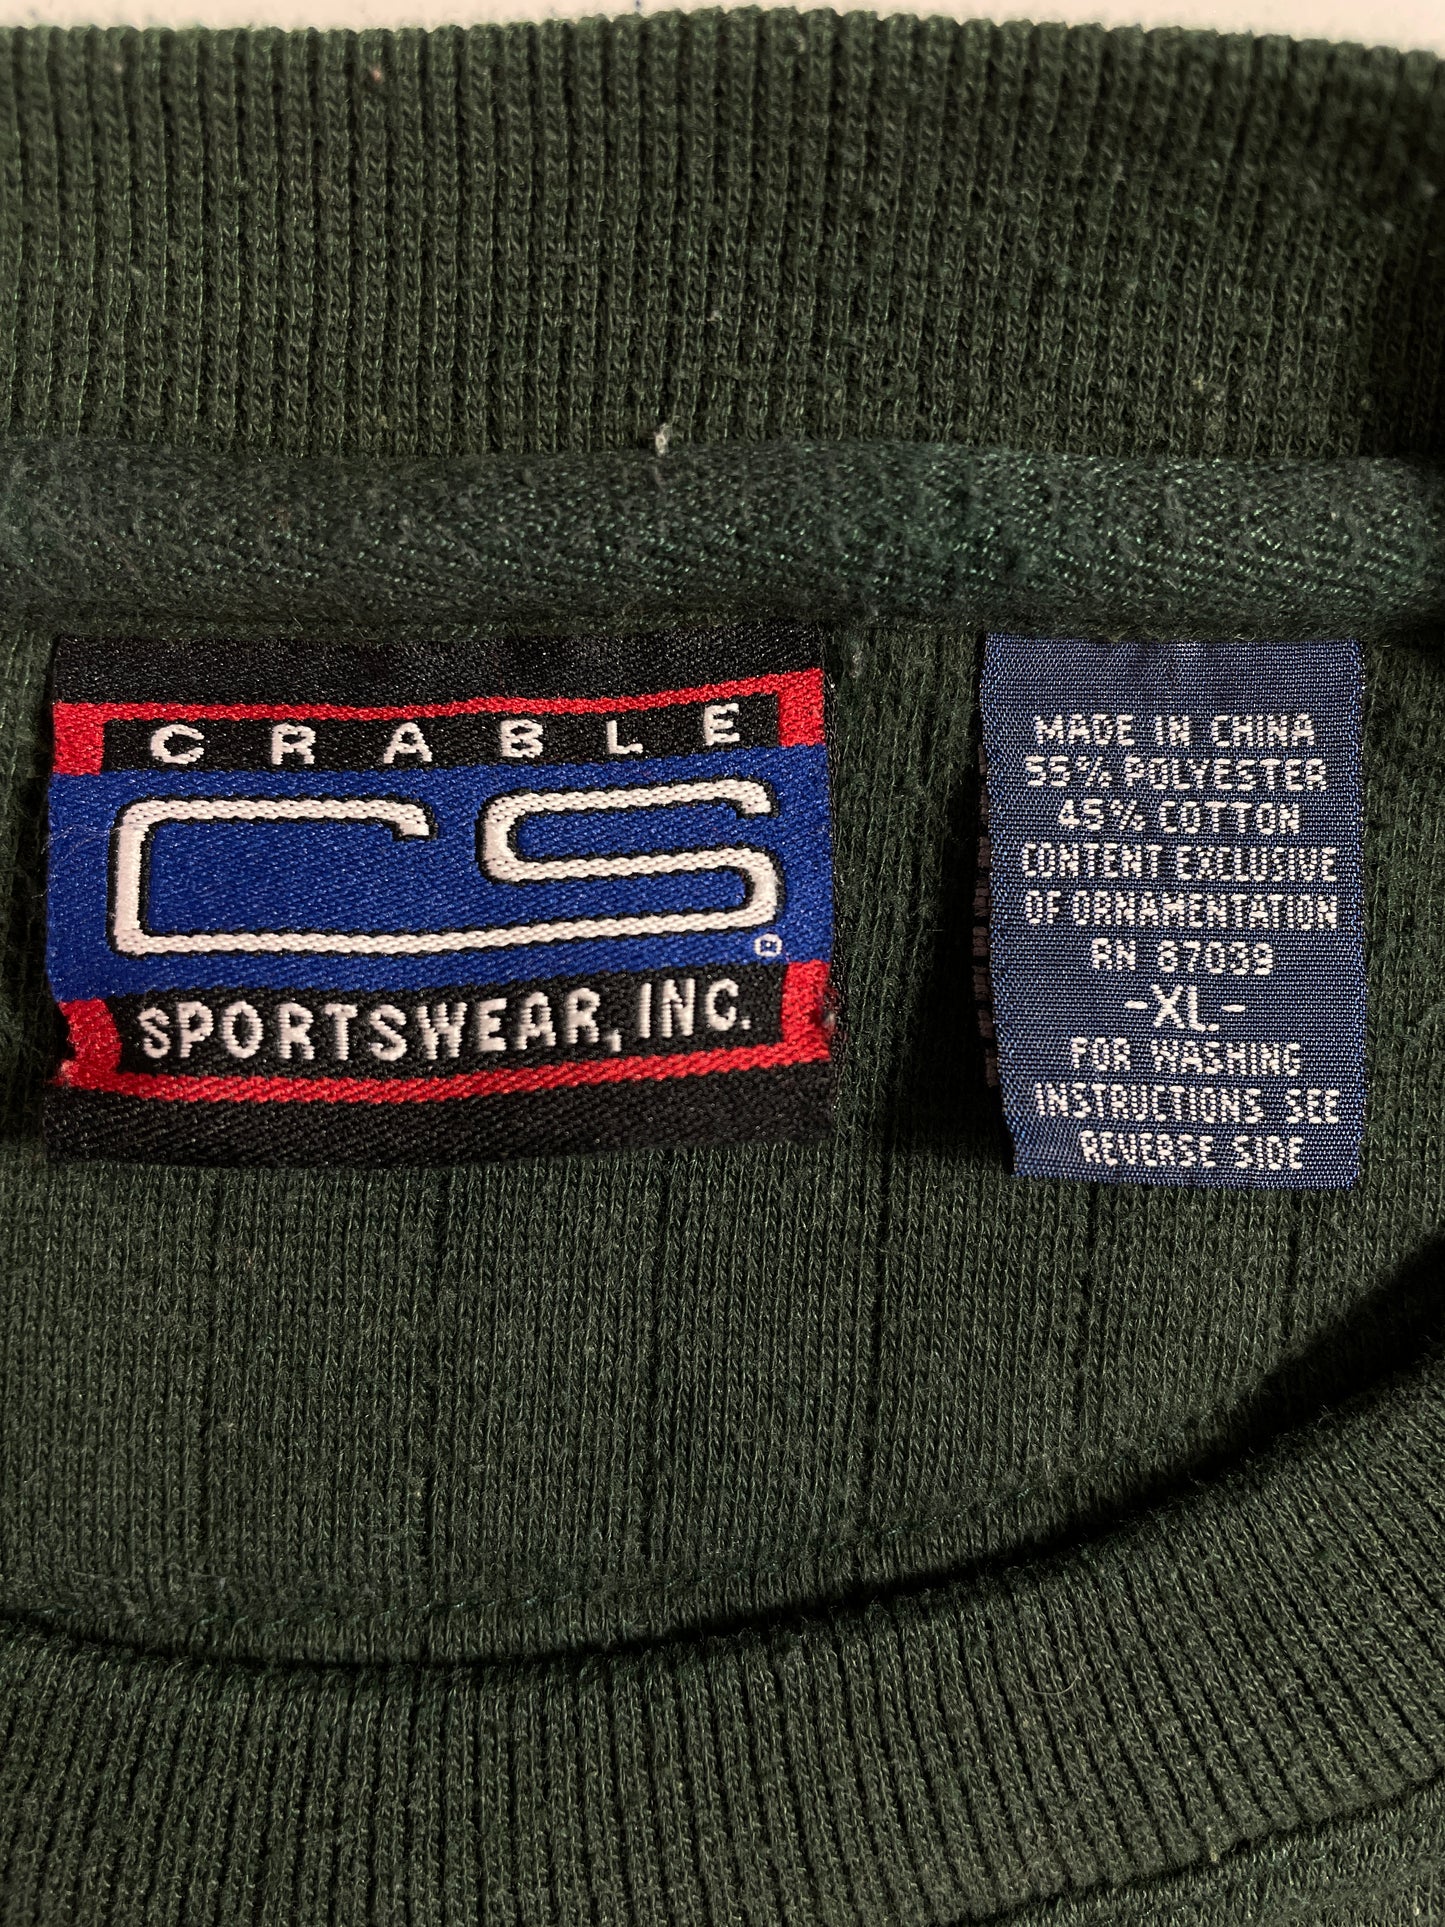 CRABLE
CS
®
SPORTSWEAR, INC.
MADE IN CHINA
55% POLYESTER
45% COTTON
CONTENT EXCLUSIVE
OF ORNAMENTATION
RN 87099
-XL-
FOR WASHING
INSTRUCTIONS SEE
REVERSE SIDE